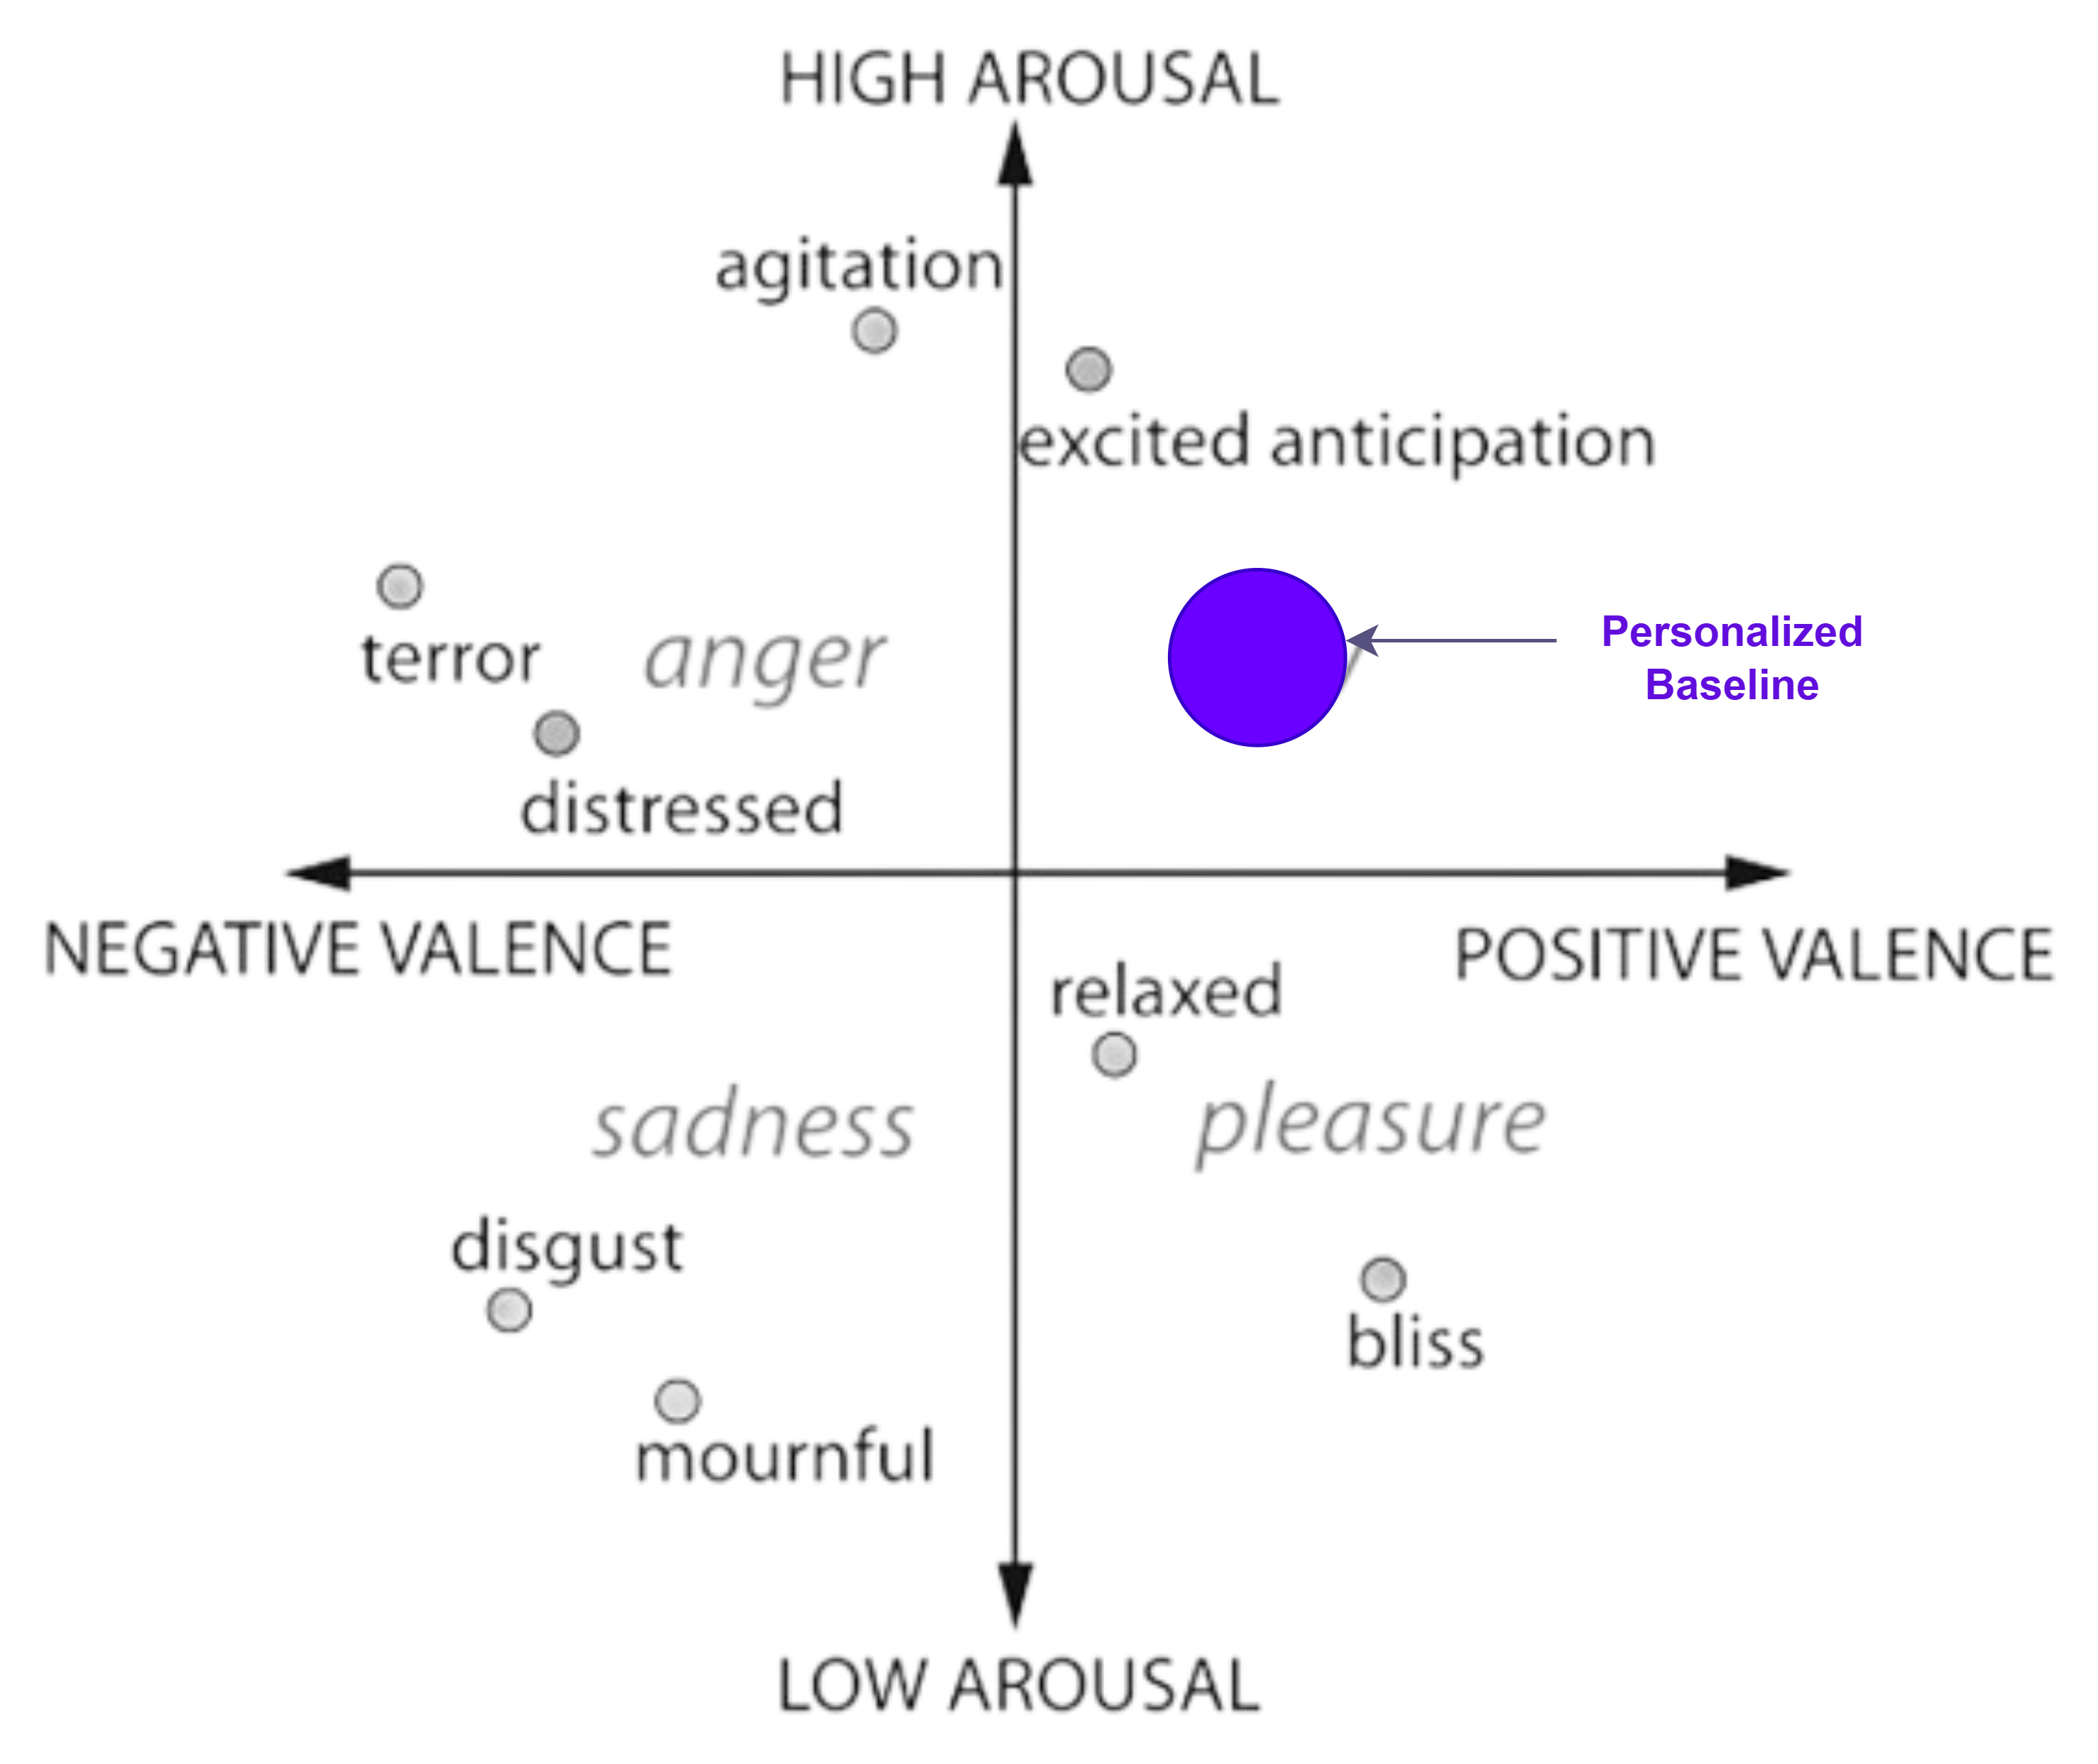 HIGH AROUSAL
agitation
excited anticipation
terror
anger
Personalized
Baseline
distressed
NEGATIVE VALENCE
POSITIVE VALENCE
relaxed
sadness
pleasure
disgust
bliss
mournful
LOW AROUSAL